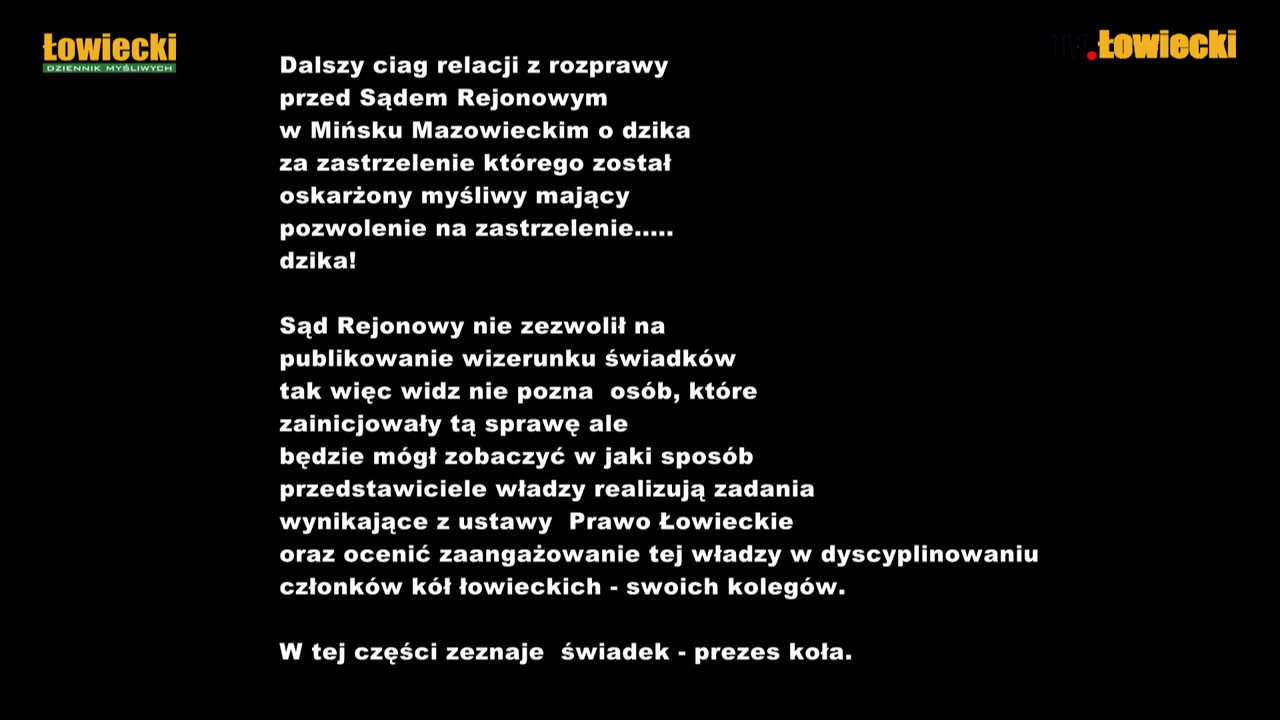 Łowiecki
DZIENNIK MYŚLIWYCH
TV.Łowiecki
Dalszy ciag relacji z rozprawy
przed Sądem Rejonowym
w Mińsku Mazowieckim o dzika
za zastrzelenie którego został
oskarżony myśliwy mający
pozwolenie na zastrzelenie.....
dzika!
Sąd Rejonowy nie zezwolił na
publikowanie wizerunku świadków
tak więc widz nie pozna  osób, które
zainicjowały tą sprawę ale
będzie mógł zobaczyć w jaki sposób
przedstawiciele władzy realizują zadania
wynikające z ustawy  Prawo Łowieckie
oraz ocenić zaangażowanie tej władzy w dyscyplinowaniu
członków kół łowieckich - swoich kolegów.
W tej części zeznaje  świadek - prezes koła.